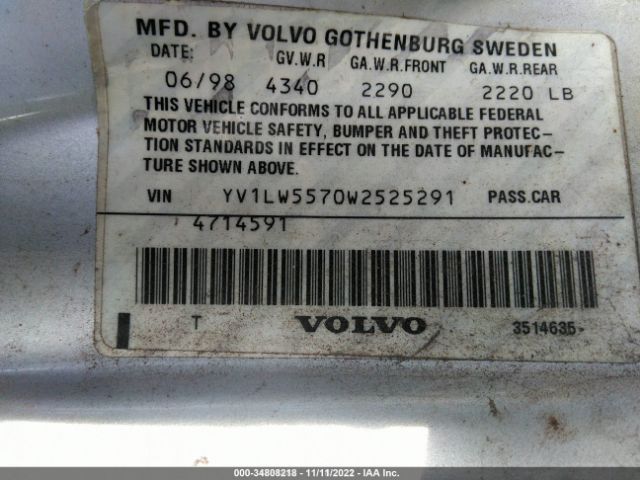 MFD. BY VOLVO GOTHENBURG SWEDEN
DATE: GV.W.R GA.W.R.FRONT GA.W.R.REAR
06/98 4340 2290 2220 LB
THIS VEHICLE CONFORMS TO ALL APPLICABLE FEDERAL
MOTOR VEHICLE SAFETY, BUMPER AND THEFT PROTEC-
TION STANDARDS IN EFFECT ON THE DATE OF MANUFAC-
TURE SHOWN ABOVE.
VIN YV1LW5570W2525291 PASS.CAR
4714591
T VOLVO 3514635-
000-34808218 - 11/11/2022 - IAA Inc.